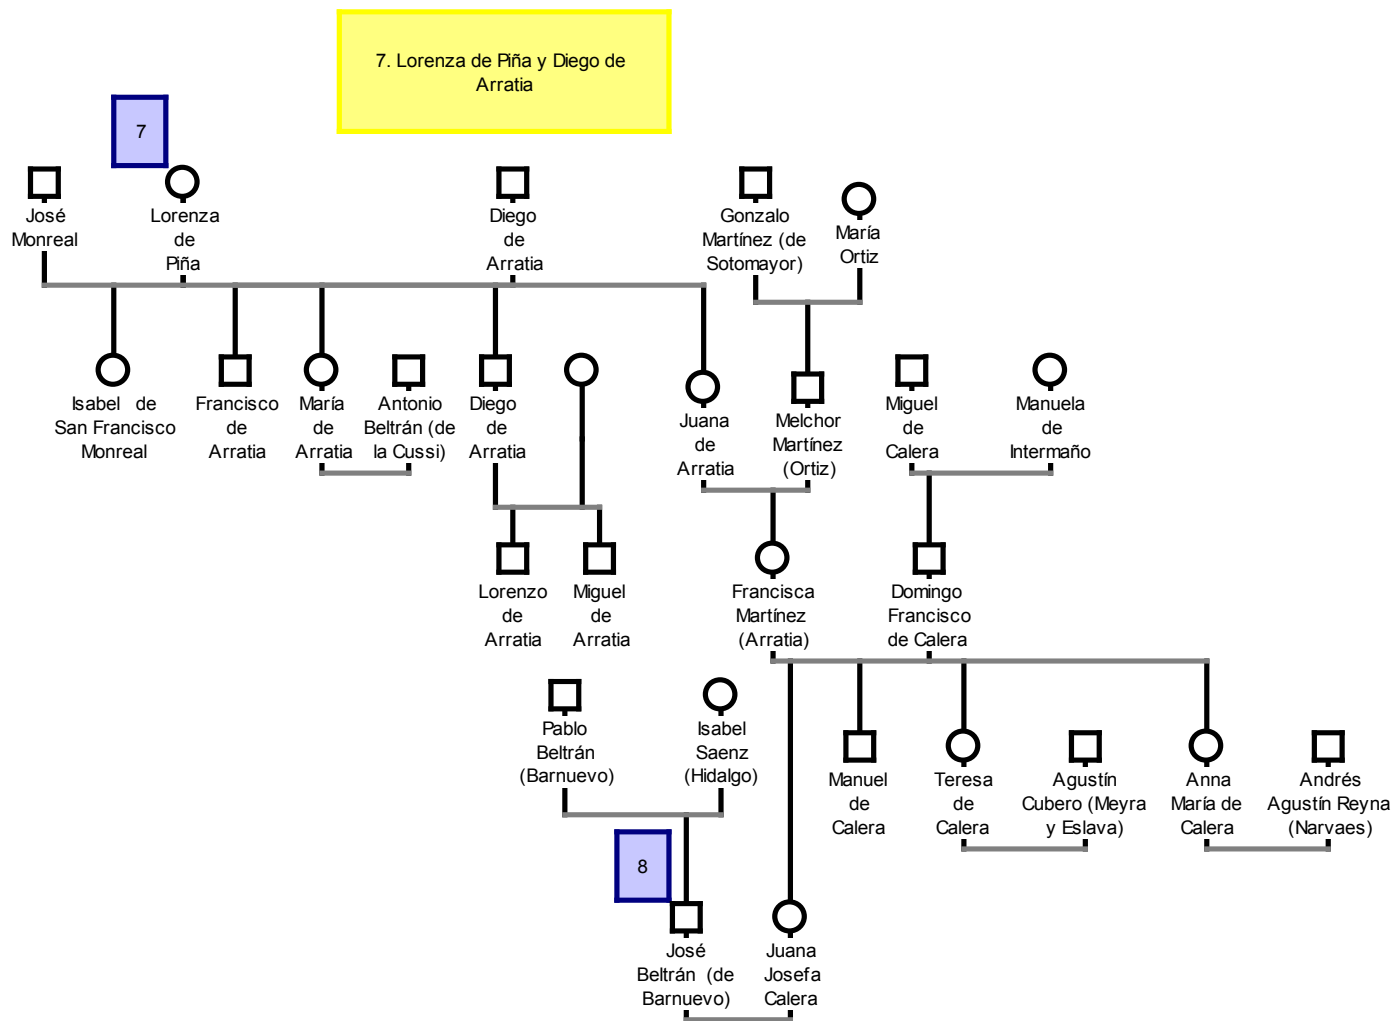 7. Lorenza de Piña y Diego de
Arratia
7
José
Monreal
Lorenza
de
Piña
Diego
de
Arratia
Gonzalo
Martínez (de
Sotomayor)
María
Ortiz
Isabel de
San Francisco
Monreal
Francisco
de
Arratia
María
de
Arratia
Antonio
Beltrán (de
la Cussi)
Diego
de
Arratia
Juana
de
Arratia
Melchor
Martínez
(Ortiz)
Miguel
de
Calera
Manuela
de
Intermaño
Lorenzo
de
Arratia
Miguel
de
Arratia
Francisca
Martínez
(Arratia)
Domingo
Francisco
de Calera
Pablo
Beltrán
(Barnuevo)
Isabel
Saenz
(Hidalgo)
Manuel
de
Calera
Teresa
de
Calera
Agustín
Cubero (Meyra
y Eslava)
Anna
María de
Calera
Andrés
Agustín Reyna
(Narvaes)
8
José
Beltrán (de
Barnuevo)
Juana
Josefa
Calera